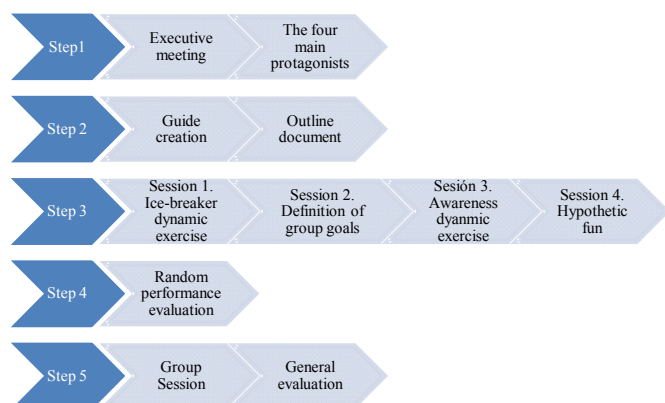 Step1
Executive
meeting
The four
main
protagonists
Step 2
Guide
creation
Outline
document
Step 3
Session 1.
Ice-breaker
dynamic
exercise
Session 2.
Definition of
group goals
Sesión 3.
Awareness
dyanmic
exercise
Session 4.
Hypothetic
fun
Step 4
Random
performance
evaluation
Step 5
Group
Session
General
evaluation